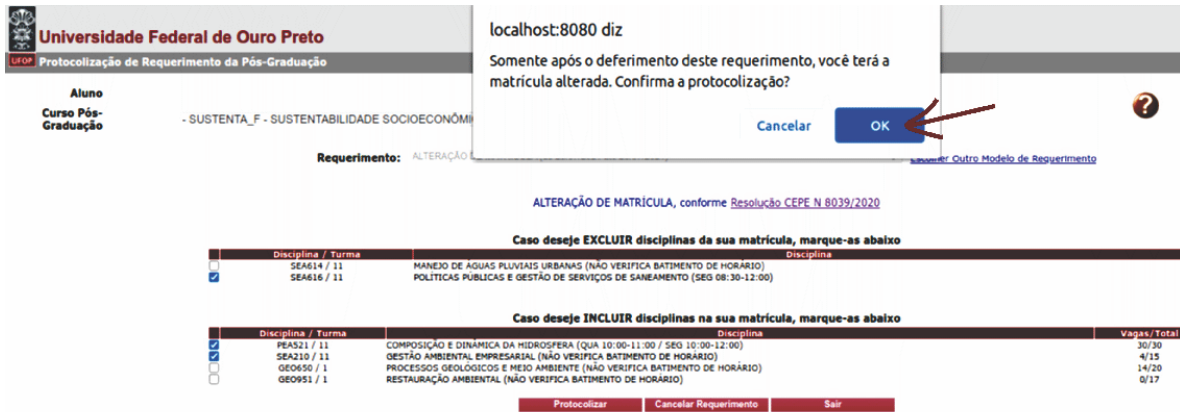 Universidade Federal de Ouro Preto
UFOP Protocolização de Requerimento da Pós-Graduação
localhost:8080 diz
Somente após o deferimento deste requerimento, você terá a
matrícula alterada. Confirma a protocolização?
Cancelar OK
Aluno
Curso Pós-
Graduação
- SUSTENTA_F - SUSTENTABILIDADE SOCIOECONÔMI
?
Requerimento: ALTERAÇÃO
Escolher Outro Modelo de Requerimento
ALTERAÇÃO DE MATRÍCULA, conforme Resolução CEPE N 8039/2020
Caso deseje EXCLUIR disciplinas da sua matrícula, marque-as abaixo
Disciplina / Turma Disciplina
SEA614 / 11 MANEJO DE ÁGUAS PLUVIAIS URBANAS (NÃO VERIFICA BATIMENTO DE HORÁRIO)
SEA616 / 11 POLÍTICAS PÚBLICAS E GESTÃO DE SERVIÇOS DE SANEAMENTO (SEG 08:30-12:00)
Caso deseje INCLUIR disciplinas na sua matrícula, marque-as abaixo
Disciplina / Turma Disciplina Vagas/Total
PEA521 / 11 COMPOSIÇÃO E DINÂMICA DA HIDROSFERA (QUA 10:00-11:00 / SEG 10:00-12:00) 30/30
SEA210 / 11 GESTÃO AMBIENTAL EMPRESARIAL (NÃO VERIFICA BATIMENTO DE HORÁRIO) 4/15
GEO650 / 1 PROCESSOS GEOLÓGICOS E MEIO AMBIENTE (NÃO VERIFICA BATIMENTO DE HORÁRIO) 14/20
GEO951 / 1 RESTAURAÇÃO AMBIENTAL (NÃO VERIFICA BATIMENTO DE HORÁRIO) 0/17
Protocolizar Cancelar Requerimento Sair